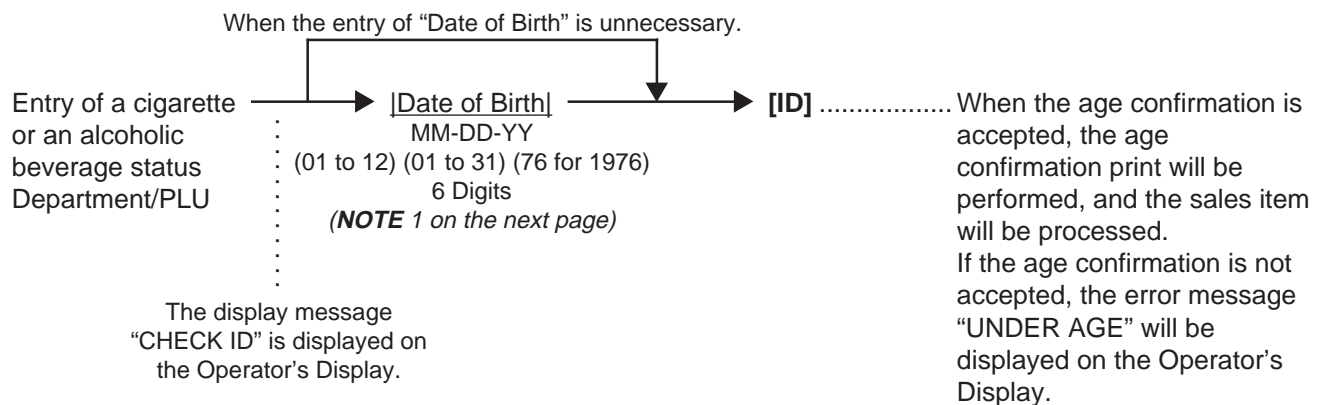 When the entry of “Date of Birth” is unnecessary.
Entry of a cigarette
or an alcoholic
beverage status
Department/PLU
|Date of Birth|
MM-DD-YY
(01 to 12) (01 to 31) (76 for 1976)
6 Digits
(NOTE 1 on the next page)
The display message
“CHECK ID” is displayed on
the Operator’s Display.
[ID] ..................
When the age confirmation is
accepted, the age
confirmation print will be
performed, and the sales item
will be processed.
If the age confirmation is not
accepted, the error message
“UNDER AGE” will be
displayed on the Operator’s
Display.